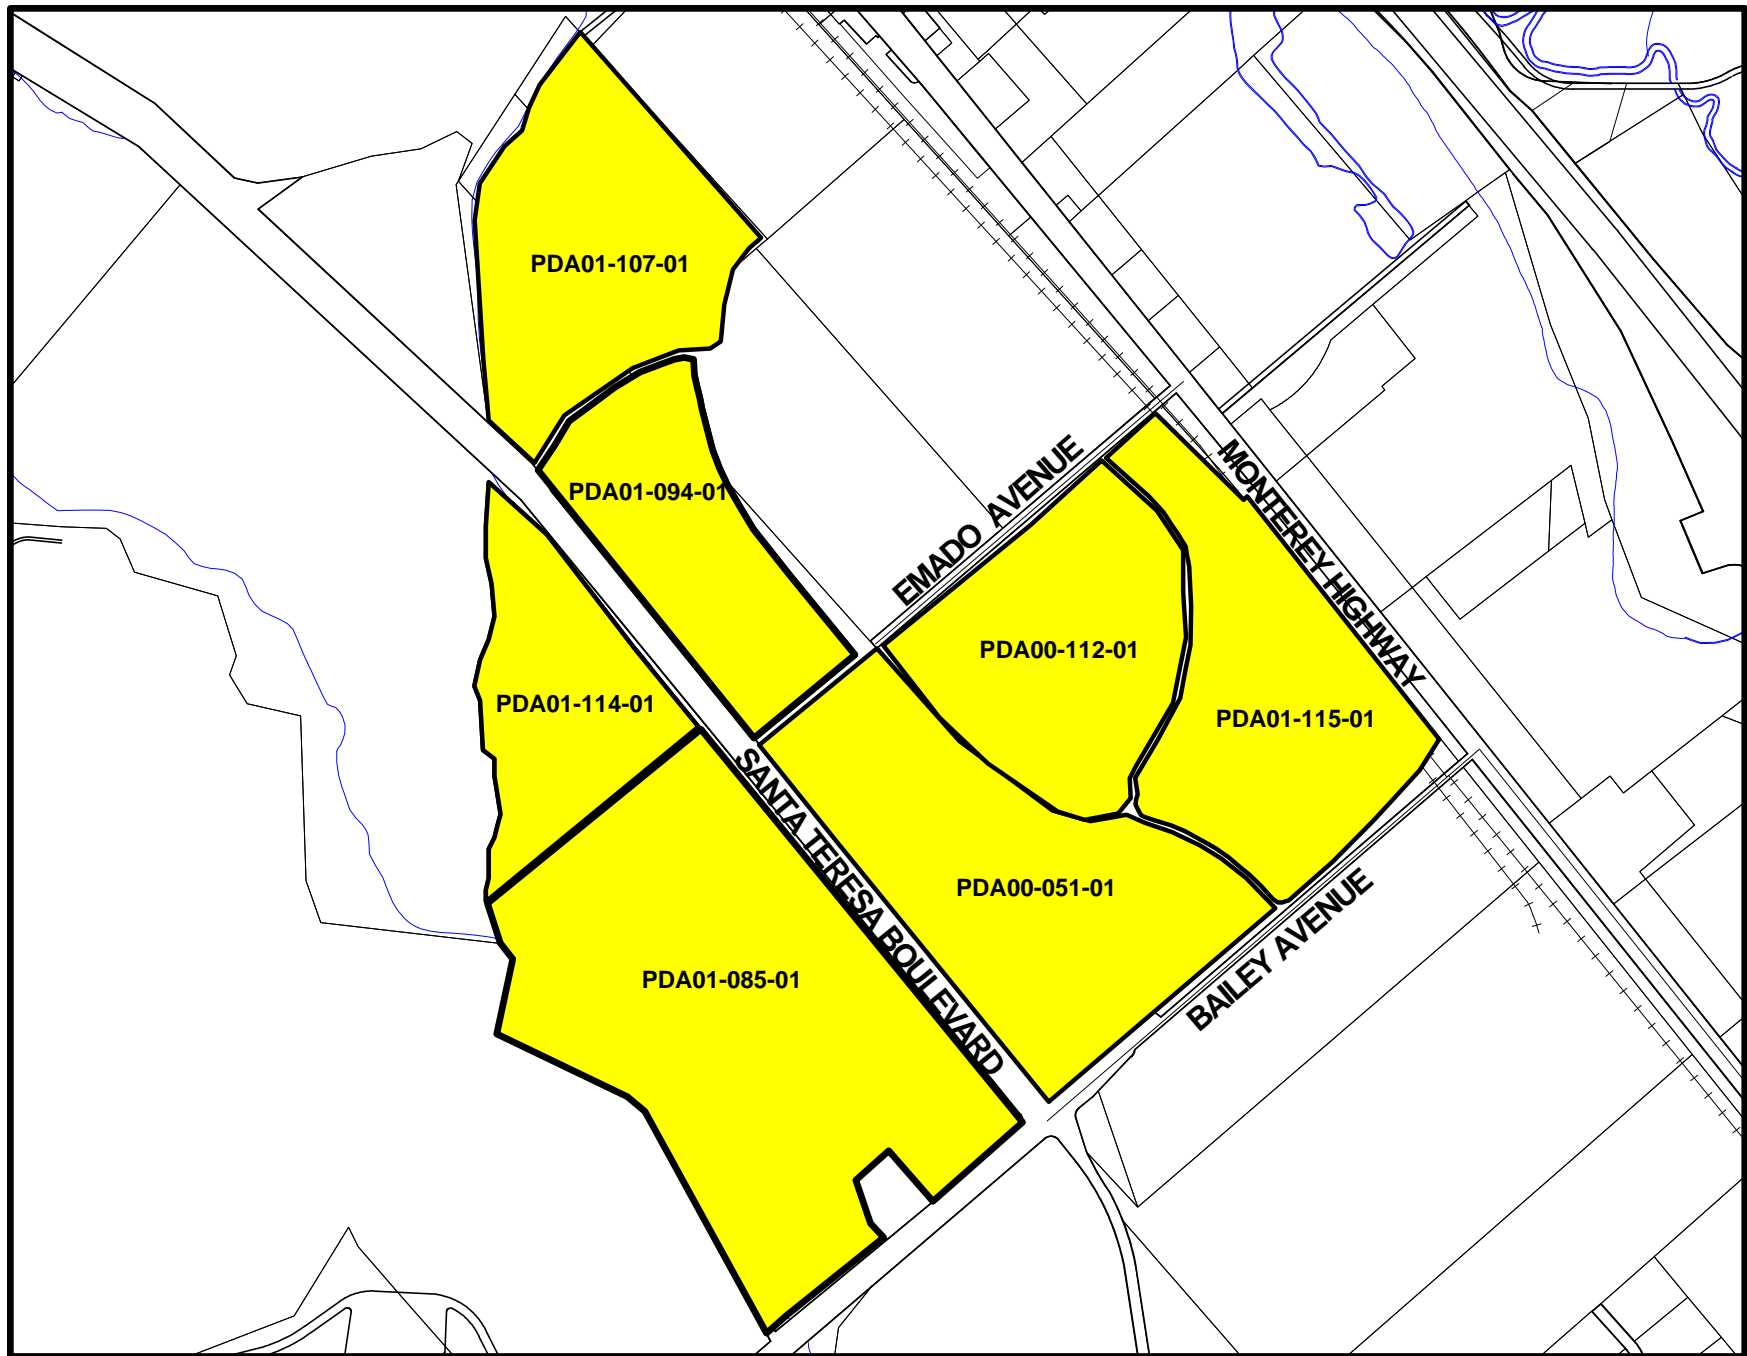 PDA01-107-01
PDA01-094-01
EMADO AVENUE
MONTEREY HIGHWAY
PDA00-112-01
PDA01-114-01
PDA01-115-01
SANTA TERESA BOULEVARD
PDA00-051-01
BAILEY AVENUE
PDA01-085-01